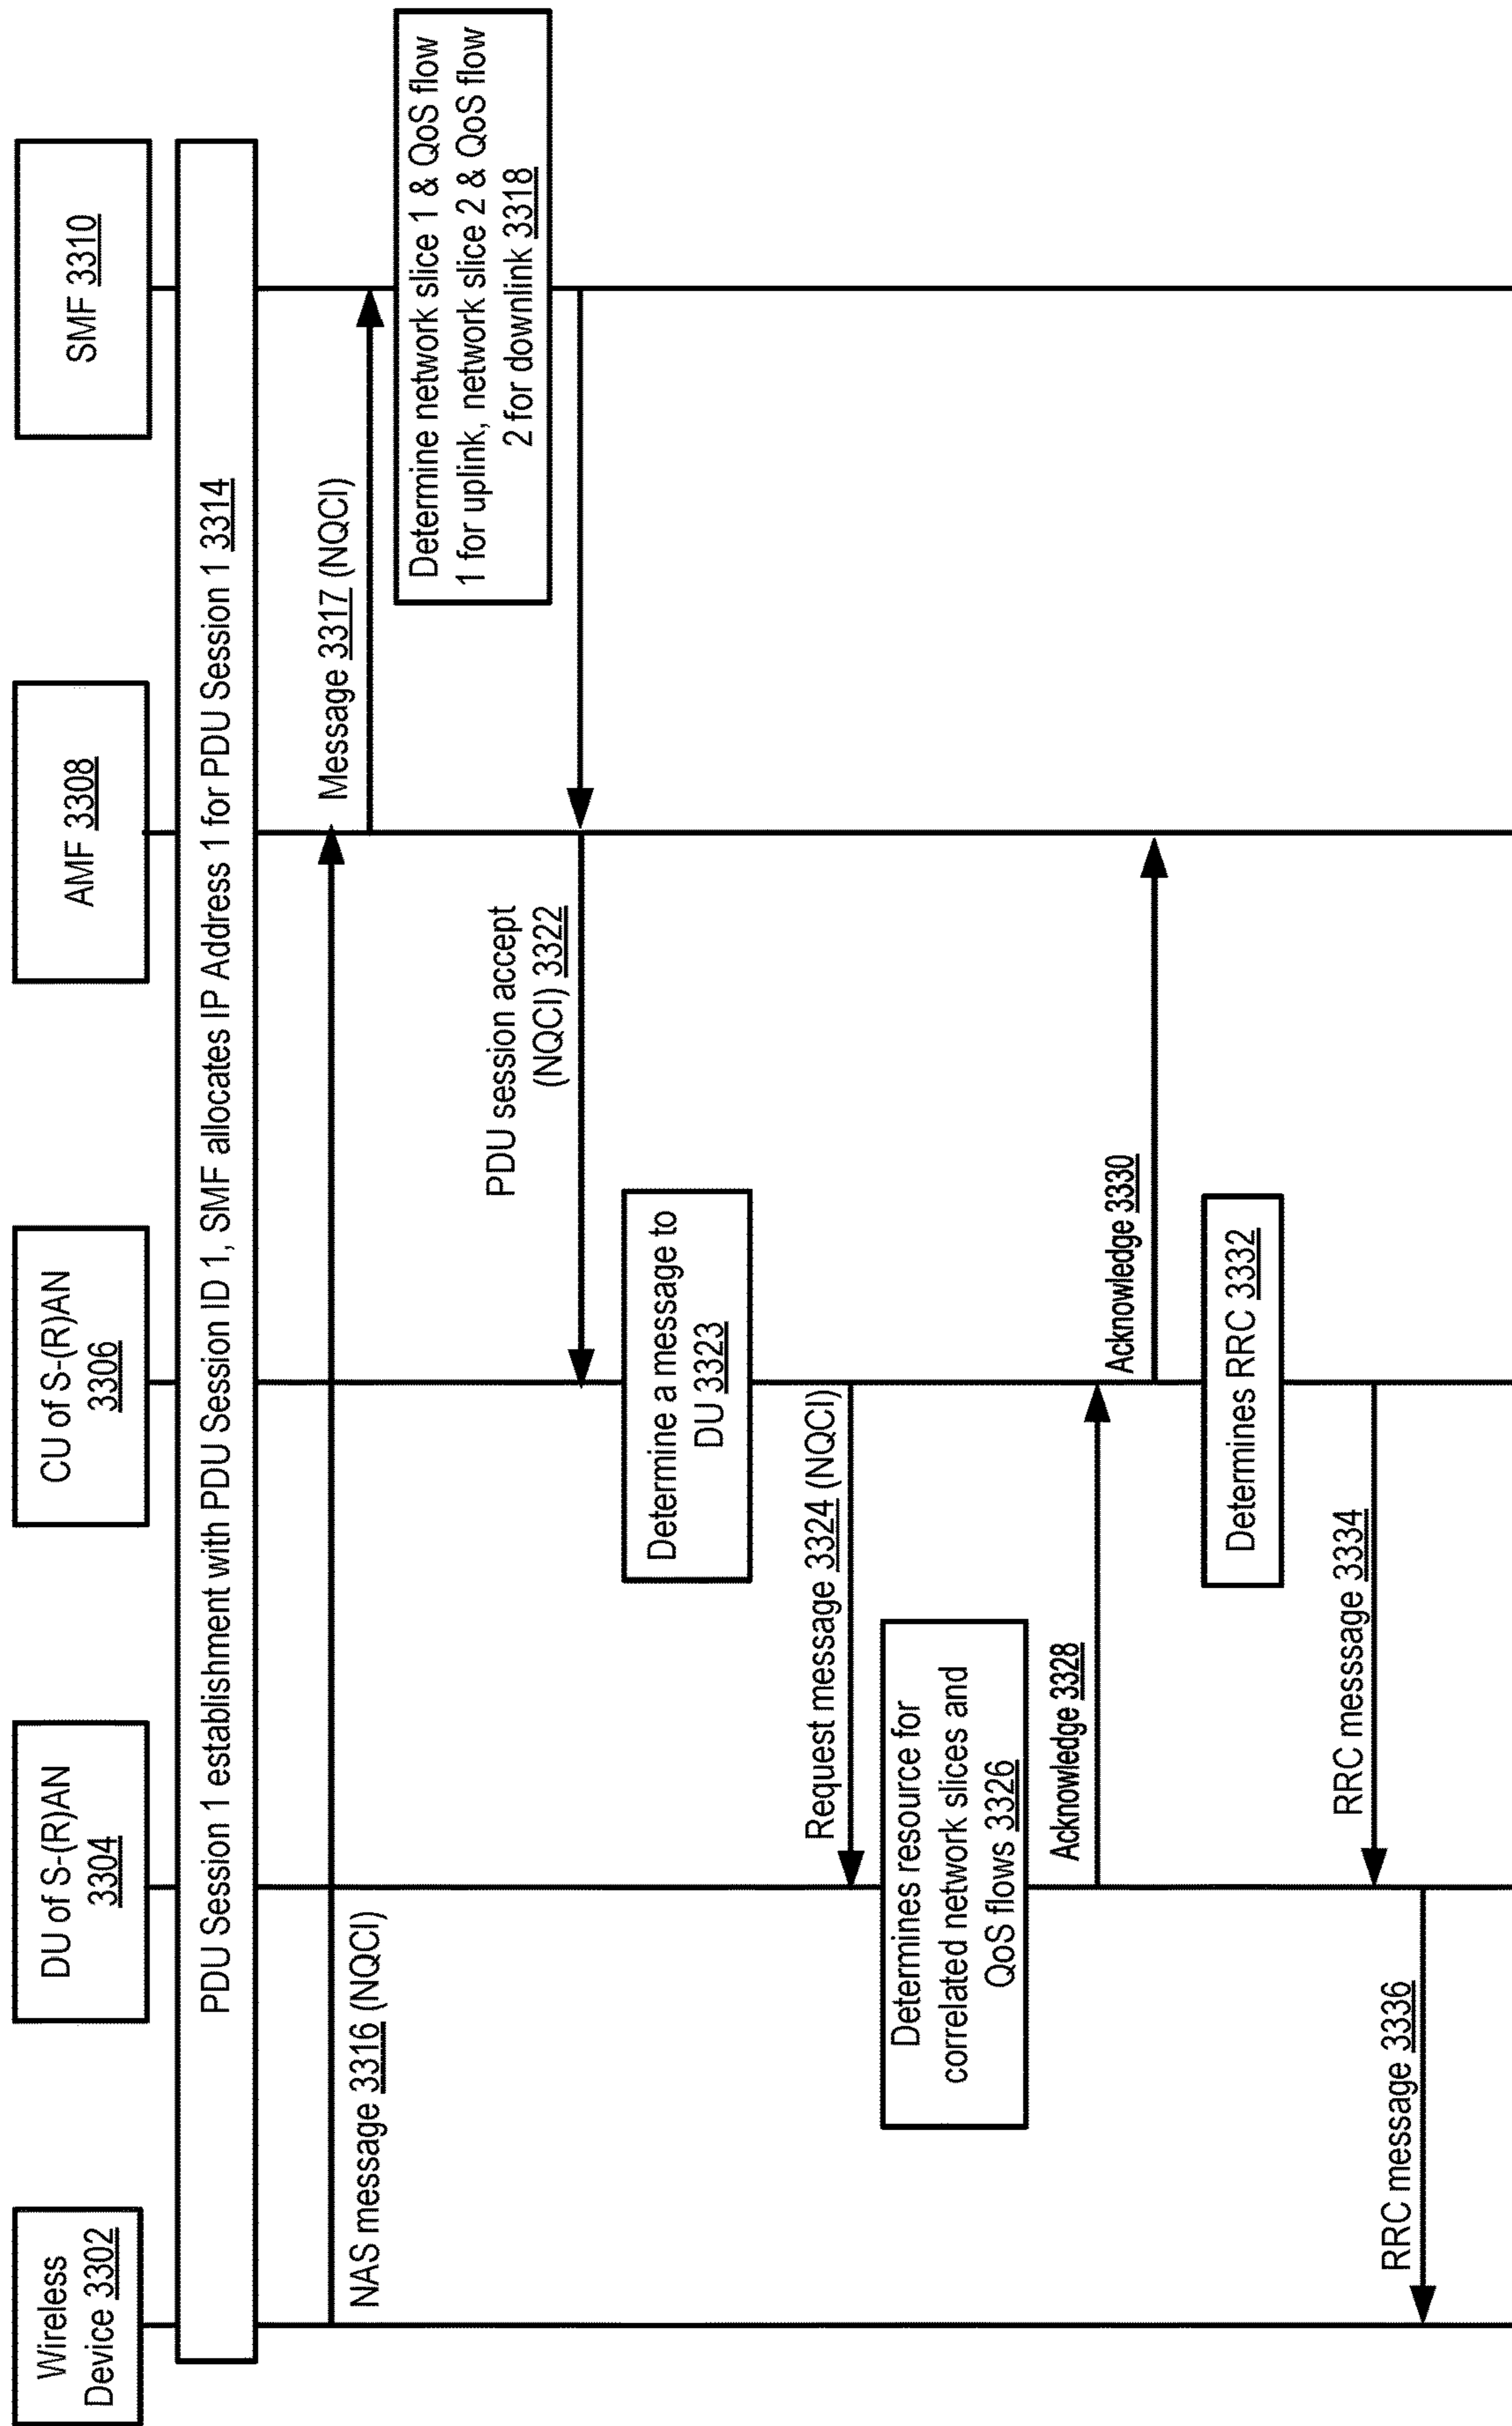 Wireless
Device 3302
DU of S-(R)AN
3304
CU of S-(R)AN
3306
AMF 3308
SMF 3310
PDU Session 1 establishment with PDU Session ID 1, SMF allocates IP Address 1 for PDU Session 1 3314
NAS message 3316 (NQCI)
Message 3317 (NQCI)
Determine network slice 1 & QoS flow
1 for uplink, network slice 2 & QoS flow
2 for downlink 3318
PDU session accept
(NQCI) 3322
Determine a message to
DU 3323
Request message 3324 (NQCI)
Determines resource for
correlated network slices and
QoS flows 3326
Acknowledge 3328
Acknowledge 3330
Determines RRC 3332
RRC message 3334
RRC message 3336